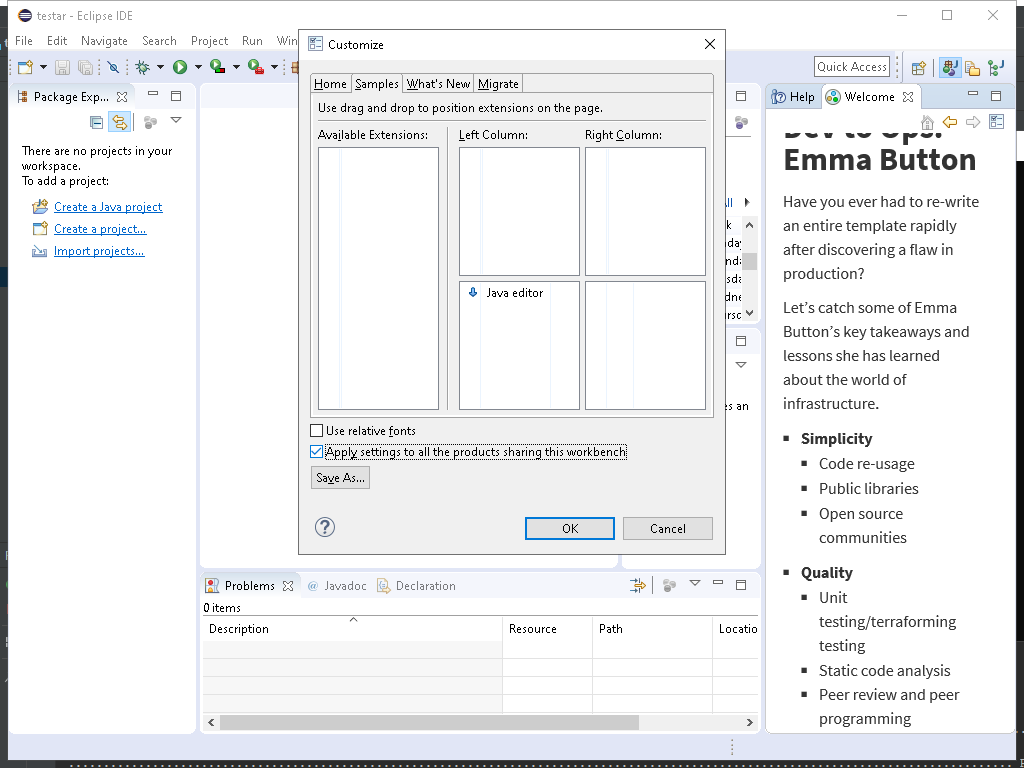 testar - Eclipse IDE
File Edit Navigate Search Project Run
Quick Access
Package Exp...
There are no projects in your
workspace.
To add a project:
Create a Java project
Create a project...
Import projects...
Customize
Home Samples What's New Migrate
Use drag and drop to position extensions on the page.
Available Extensions: Left Column: Right Column:
Java editor
Use relative fonts
Apply settings to all the products sharing this workbench
Save As...
OK Cancel
Problems @ Javadoc Declaration
0 items
Description Resource Path Locatio
Help Welcome
Dev to Ops:
Emma Button
Have you ever had to re-write
an entire template rapidly
after discovering a flaw in
production?
Let’s catch some of Emma
Button’s key takeaways and
lessons she has learned
about the world of
infrastructure.
Simplicity
Code re-usage
Public libraries
Open source
communities
Quality
Unit
testing/terraforming
testing
Static code analysis
Peer review and peer
programming